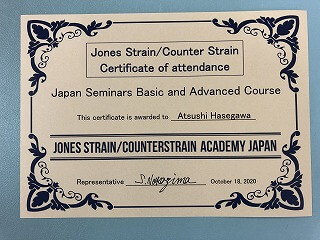 Jones Strain/Counter Strain
Certificate of attendance
Japan Seminars Basic and Advanced Course
This certificate is awarded to Atsushi Hasegawa
JONES STRAIN/COUNTERSTRAIN ACADEMY JAPAN
Representative S. Nakazima October 18, 2020